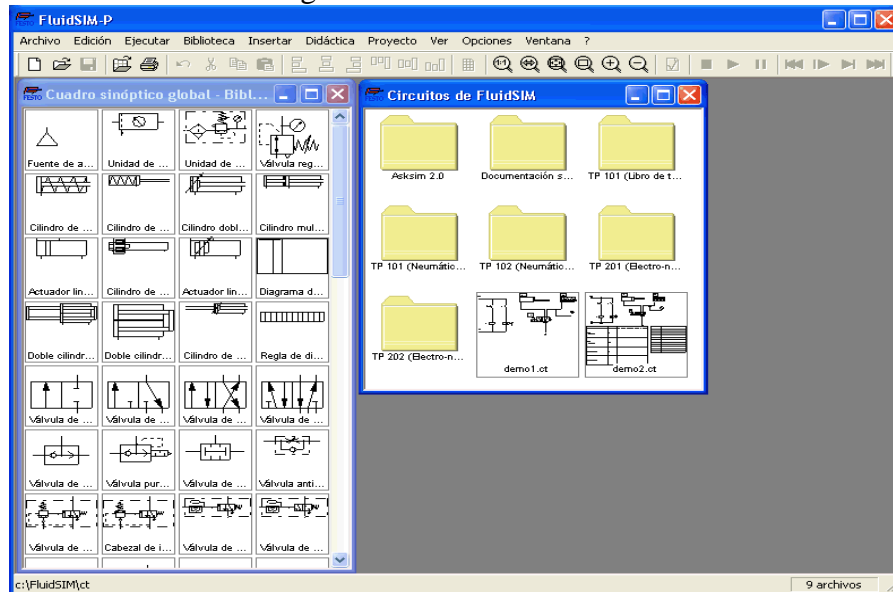 FluidSIM-P
Archivo Edición Ejecutar Biblioteca Insertar Didáctica Proyecto Ver Opciones Ventana ?
Cuadro sinóptico global - Bibl...
Fuente de a... Unidad de ... Unidad de ... Válvula reg...
Cilindro de ... Cilindro de ... Cilindro dobl... Cilindro mul...
Actuador lin... Cilindro de ... Actuador lin... Diagrama d...
Doble cilindr... Doble cilindr... Cilindro de ... Regla de di...
Válvula de ... Válvula de ... Válvula de ... Válvula de ...
Válvula de ... Válvula pur... Válvula de ... Válvula anti...
Válvula de ... Cabezal de i... Válvula de ... Válvula de ...
Circuitos de FluidSIM
Asksim 2.0 Documentación s... TP 101 (Libro de t...
TP 101 (Neumátic... TP 102 (Neumátic... TP 201 (Electro-n...
TP 202 (Electro-n... demo1.ct demo2.ct
c:\FluidSIM\ct 9 archivos